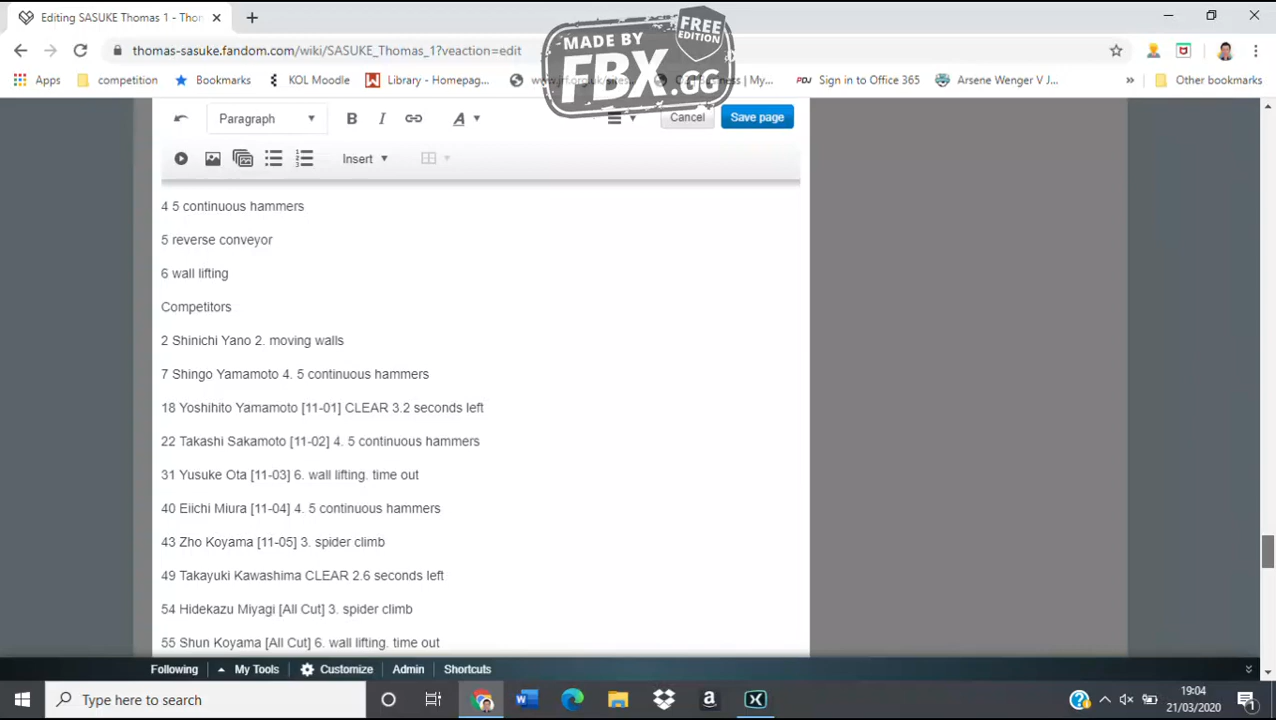 Editing SASUKE Thomas 1 - Thom
thomas-sasuke.fandom.com/wiki/SASUKE_Thomas_1?veaction=edit
MADE BY
FREE
EDITION
FBX.GG
Apps
competition
Bookmarks
KOL Moodle
Library - Homepag...
My...
Sign in to Office 365
Arsene Wenger V J...
»
Other bookmarks
Paragraph
B
I
A
Cancel
Save page
Insert
4 5 continuous hammers
5 reverse conveyor
6 wall lifting
Competitors
2 Shinichi Yano 2. moving walls
7 Shingo Yamamoto 4. 5 continuous hammers
18 Yoshihito Yamamoto [11-01] CLEAR 3.2 seconds left
22 Takashi Sakamoto [11-02] 4. 5 continuous hammers
31 Yusuke Ota [11-03] 6. wall lifting. time out
40 Eiichi Miura [11-04] 4. 5 continuous hammers
43 Zho Koyama [11-05] 3. spider climb
49 Takayuki Kawashima CLEAR 2.6 seconds left
54 Hidekazu Miyagi [All Cut] 3. spider climb
55 Shun Koyama [All Cut] 6. wall lifting. time out
Following
My Tools
Customize
Admin
Shortcuts
Type here to search
19:04
21/03/2020
1